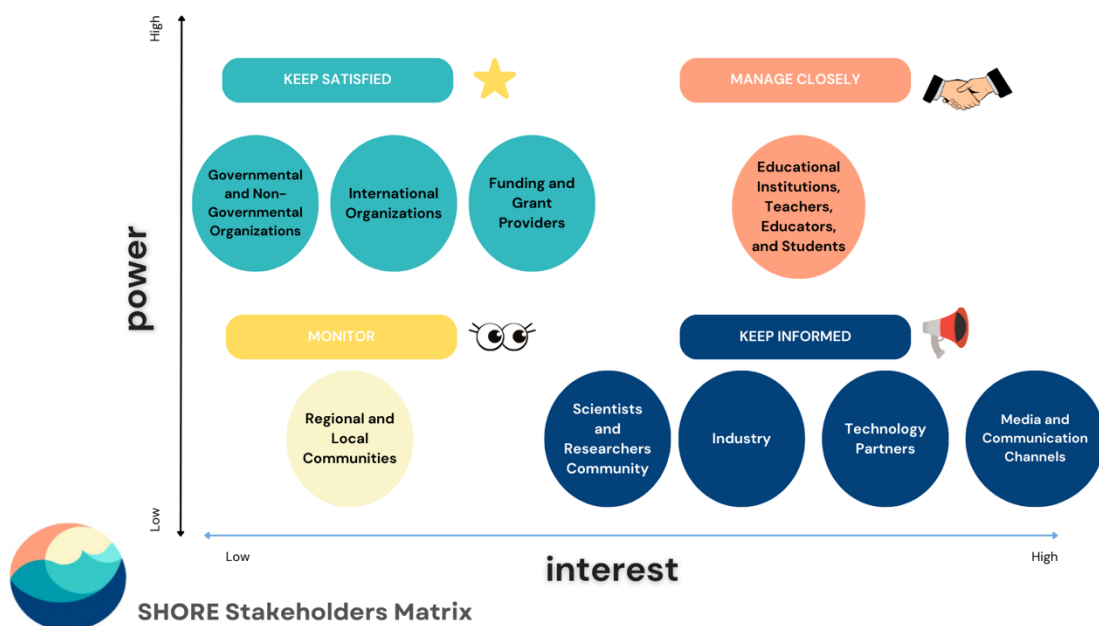 High
KEEP SATISFIED
MANAGE CLOSELY
Governmental
and Non-
Governmental
Organizations
International
Organizations
Funding and
Grant
Providers
Educational
Institutions,
Teachers,
Educators,
and Students
power
MONITOR
KEEP INFORMED
Regional and
Local
Communities
Scientists
and
Researchers
Community
Industry
Technology
Partners
Media and
Communication
Channels
Low
Low
interest
High
SHORE Stakeholders Matrix